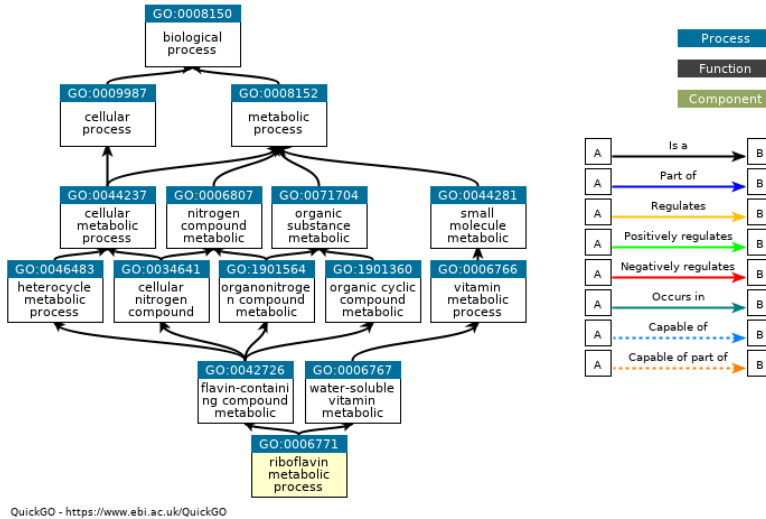 GO:0008150
biological
process
Process
Function
Component
GO:0009987
cellular
process
GO:0008152
metabolic
process
A
Is a
B
A
Part of
B
A
Regulates
B
A
Positively regulates
B
A
Negatively regulates
B
A
Occurs in
B
A
Capable of
B
A
Capable of part of
B
GO:0044237
cellular
metabolic
process
GO:0006807
nitrogen
compound
metabolic
GO:0071704
organic
substance
metabolic
GO:0044281
small
molecule
metabolic
GO:0046483
heterocycle
metabolic
process
GO:0034641
cellular
nitrogen
compound
GO:1901564
organonitroge
n compound
metabolic
GO:1901360
organic cyclic
compound
metabolic
GO:0006766
vitamin
metabolic
process
GO:0042726
flavin-containi
ng compound
metabolic
GO:0006767
water-soluble
vitamin
metabolic
GO:0006771
riboflavin
metabolic
process
QuickGO - https://www.ebi.ac.uk/QuickGO